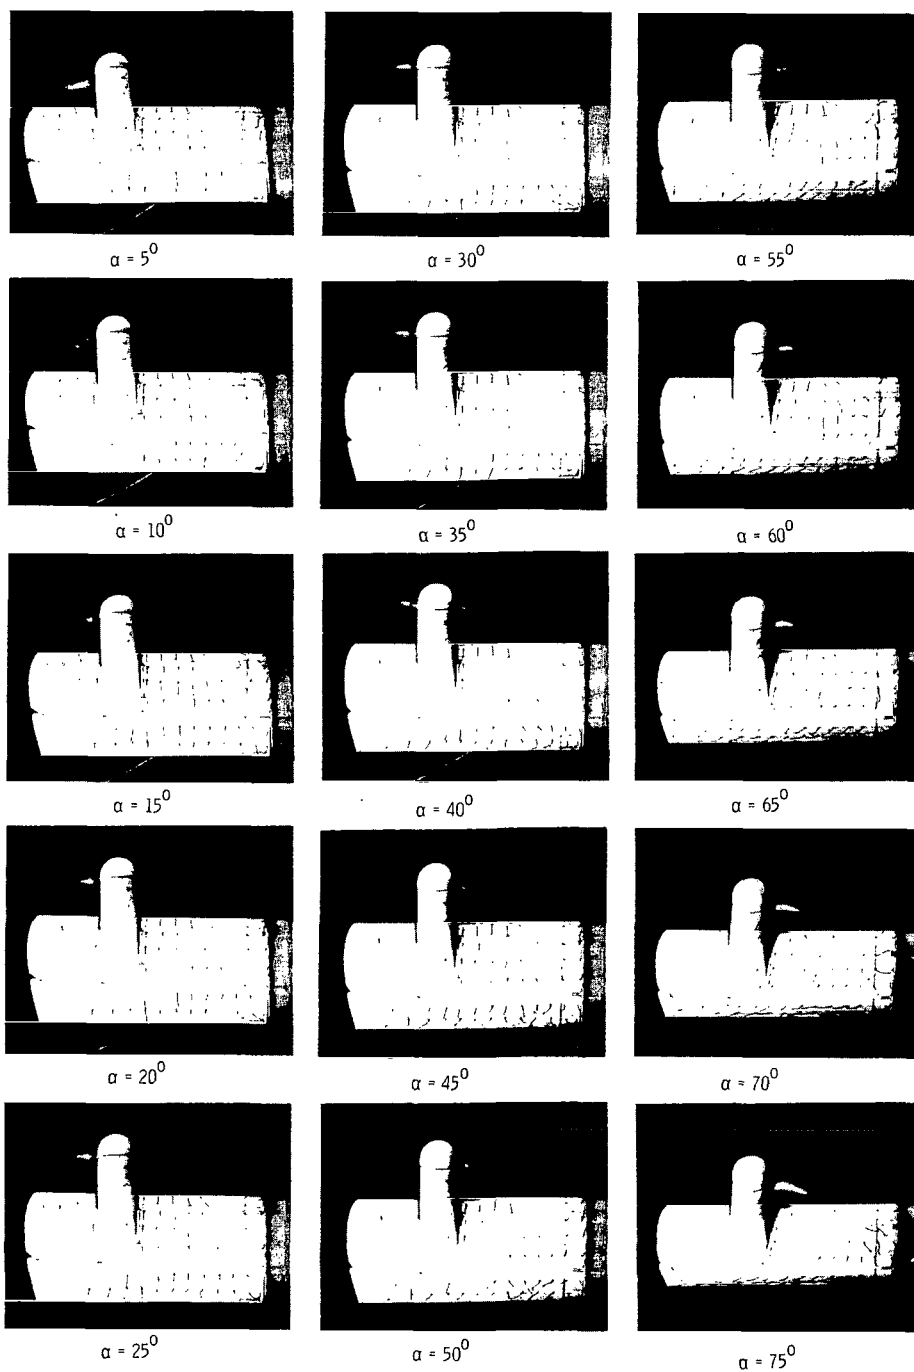 α = 5⁰
α = 30⁰
α = 55⁰
α = 10⁰
α = 35⁰
α = 60⁰
α = 15⁰
α = 40⁰
α = 65⁰
α = 20⁰
α = 45⁰
α = 70⁰
α = 25⁰
α = 50⁰
α = 75⁰